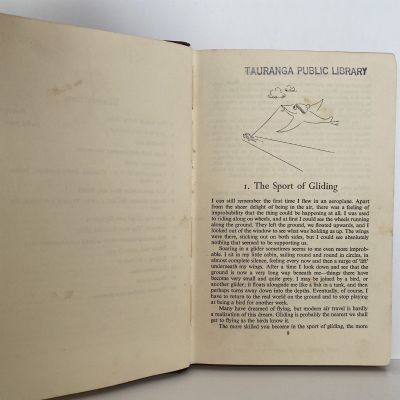 TAURANGA PUBLIC LIBRARY
1. The Sport of Gliding
I can still remember the first time I flew in an aeroplane. Apart
from the sheer delight of being in the air, there was a feeling of
improbability that the thing could be happening at all. I was used
to riding along on wheels, and at first I could see the wheels running
along the ground. They left the ground, we floated upwards, and I
looked out of the window to see what was holding us up. The wings
were there, sticking out on both sides, but I could see absolutely
nothing that seemed to be supporting us.
Soaring in a glider sometimes seems to me even more improb-
able. I sit in my little cabin, sailing round and round in circles, in
almost complete silence, feeling every now and then a surge of 'lift'
underneath my wings. After a time I look down and see that the
ground is now a very long way beneath me—things there have
become very small and quite grey. I may be joined by a bird, or
another glider; it floats alongside me like a fish in a tank, and then
perhaps turns away down into the depths. Eventually, of course, I
have to return to the real world on the ground and to stop playing
at being a bird for another week.
Many have dreamed of flying, but modern air travel is hardly
a realization of this dream. Gliding is probably the nearest we shall
get to flying as the birds know it.
The more skilled you become in the sport of gliding, the more
9